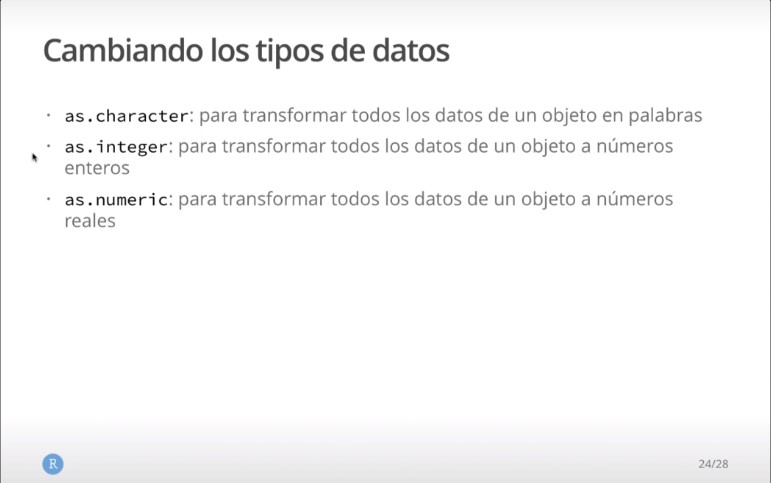 Cambiando los tipos de datos
· as.character: para transformar todos los datos de un objeto en palabras
· as.integer: para transformar todos los datos de un objeto a números
enteros
· as.numeric: para transformar todos los datos de un objeto a números
reales
R
24/28